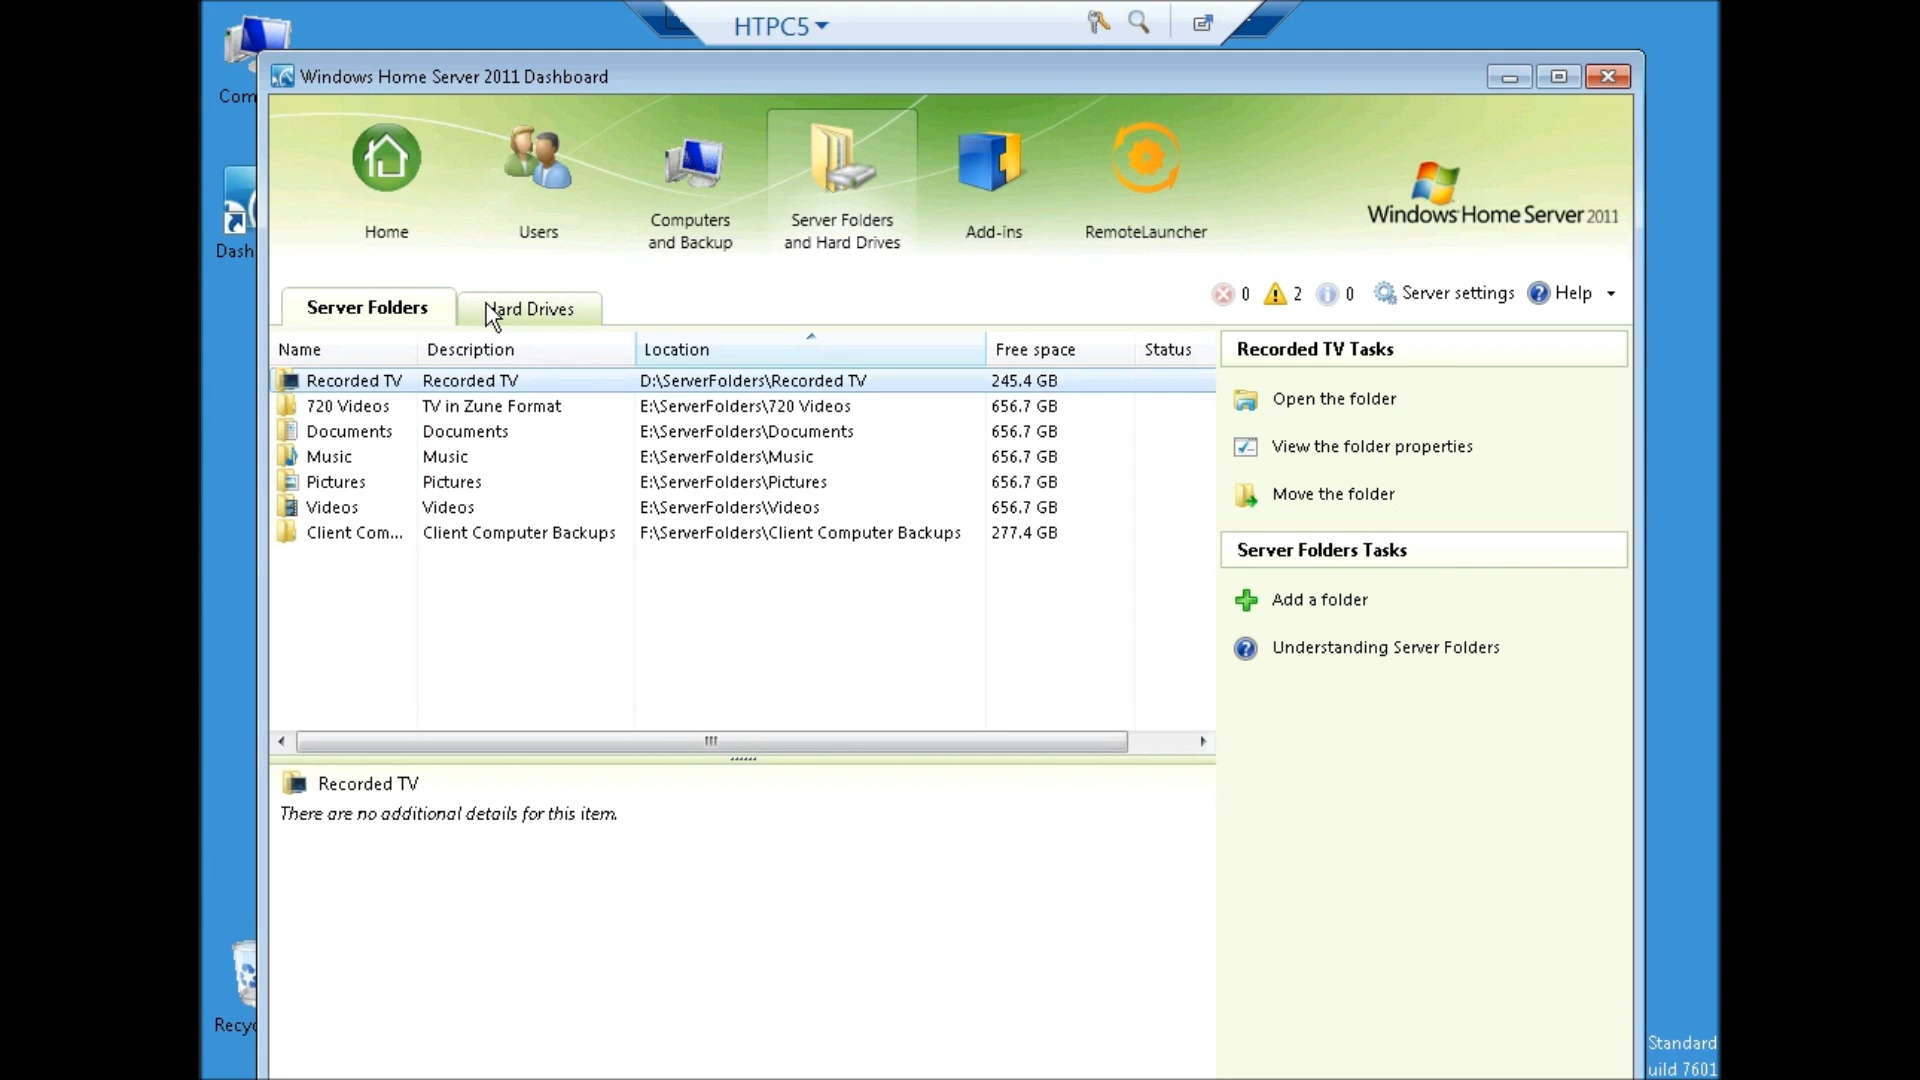 HTPC5
Com
Windows Home Server 2011 Dashboard
Home
Users
Computers
and Backup
Server Folders
and Hard Drives
Add-ins
RemoteLauncher
Windows Home Server 2011
Dash
Server Folders
Hard Drives
0 2 0 Server settings Help
Name Description Location Free space Status
Recorded TV Recorded TV D:\ServerFolders\Recorded TV 245.4 GB
720 Videos TV in Zune Format E:\ServerFolders\720 Videos 656.7 GB
Documents Documents E:\ServerFolders\Documents 656.7 GB
Music Music E:\ServerFolders\Music 656.7 GB
Pictures Pictures E:\ServerFolders\Pictures 656.7 GB
Videos Videos E:\ServerFolders\Videos 656.7 GB
Client Com... Client Computer Backups F:\ServerFolders\Client Computer Backups 277.4 GB
Recorded TV Tasks
Open the folder
View the folder properties
Move the folder
Server Folders Tasks
Add a folder
Understanding Server Folders
Recorded TV
There are no additional details for this item.
Recyc
Standard
uild 7601